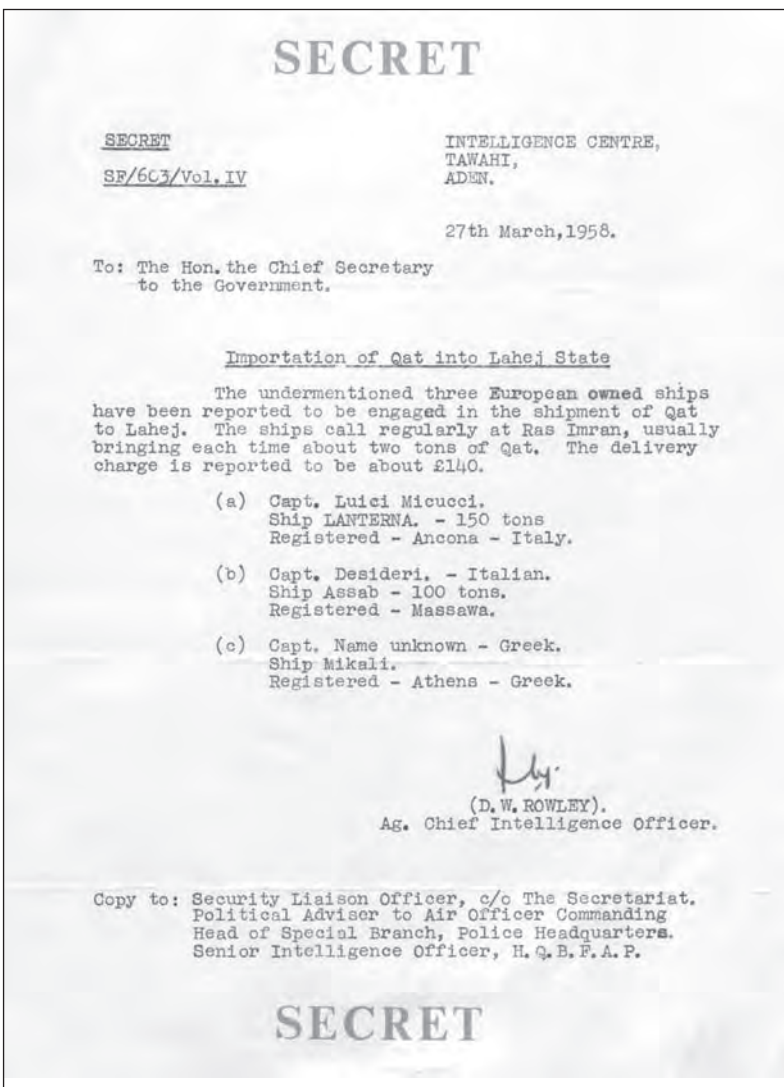 SECRET
SECRET
INTELLIGENCE CENTRE,
TAWAHI,
SF/603/Vol. IV
ADEN.
27th March, 1958.
To: The Hon. the Chief Secretary
to the Government.
Importation of Qat into Lahej State
The undermentioned three European owned ships
have been reported to be engaged in the shipment of Qat
to Lahej. The ships call regularly at Ras Imran, usually
bringing each time about two tons of Qat. The delivery
charge is reported to be about £140.
(a) Capt. Luici Micucci.
Ship LANTERNA. - 150 tons
Registered - Ancona - Italy.
(b) Capt. Desideri. - Italian.
Ship Assab - 100 tons.
Registered - Massawa.
(c) Capt. Name unknown - Greek.
Ship Mikali.
Registered - Athens - Greek.
(D. W. ROWLEY).
Ag. Chief Intelligence Officer.
Copy to: Security Liaison Officer, c/o The Secretariat.
Political Adviser to Air Officer Commanding
Head of Special Branch, Police Headquarters.
Senior Intelligence Officer, H.Q.B.F.A.P.
SECRET